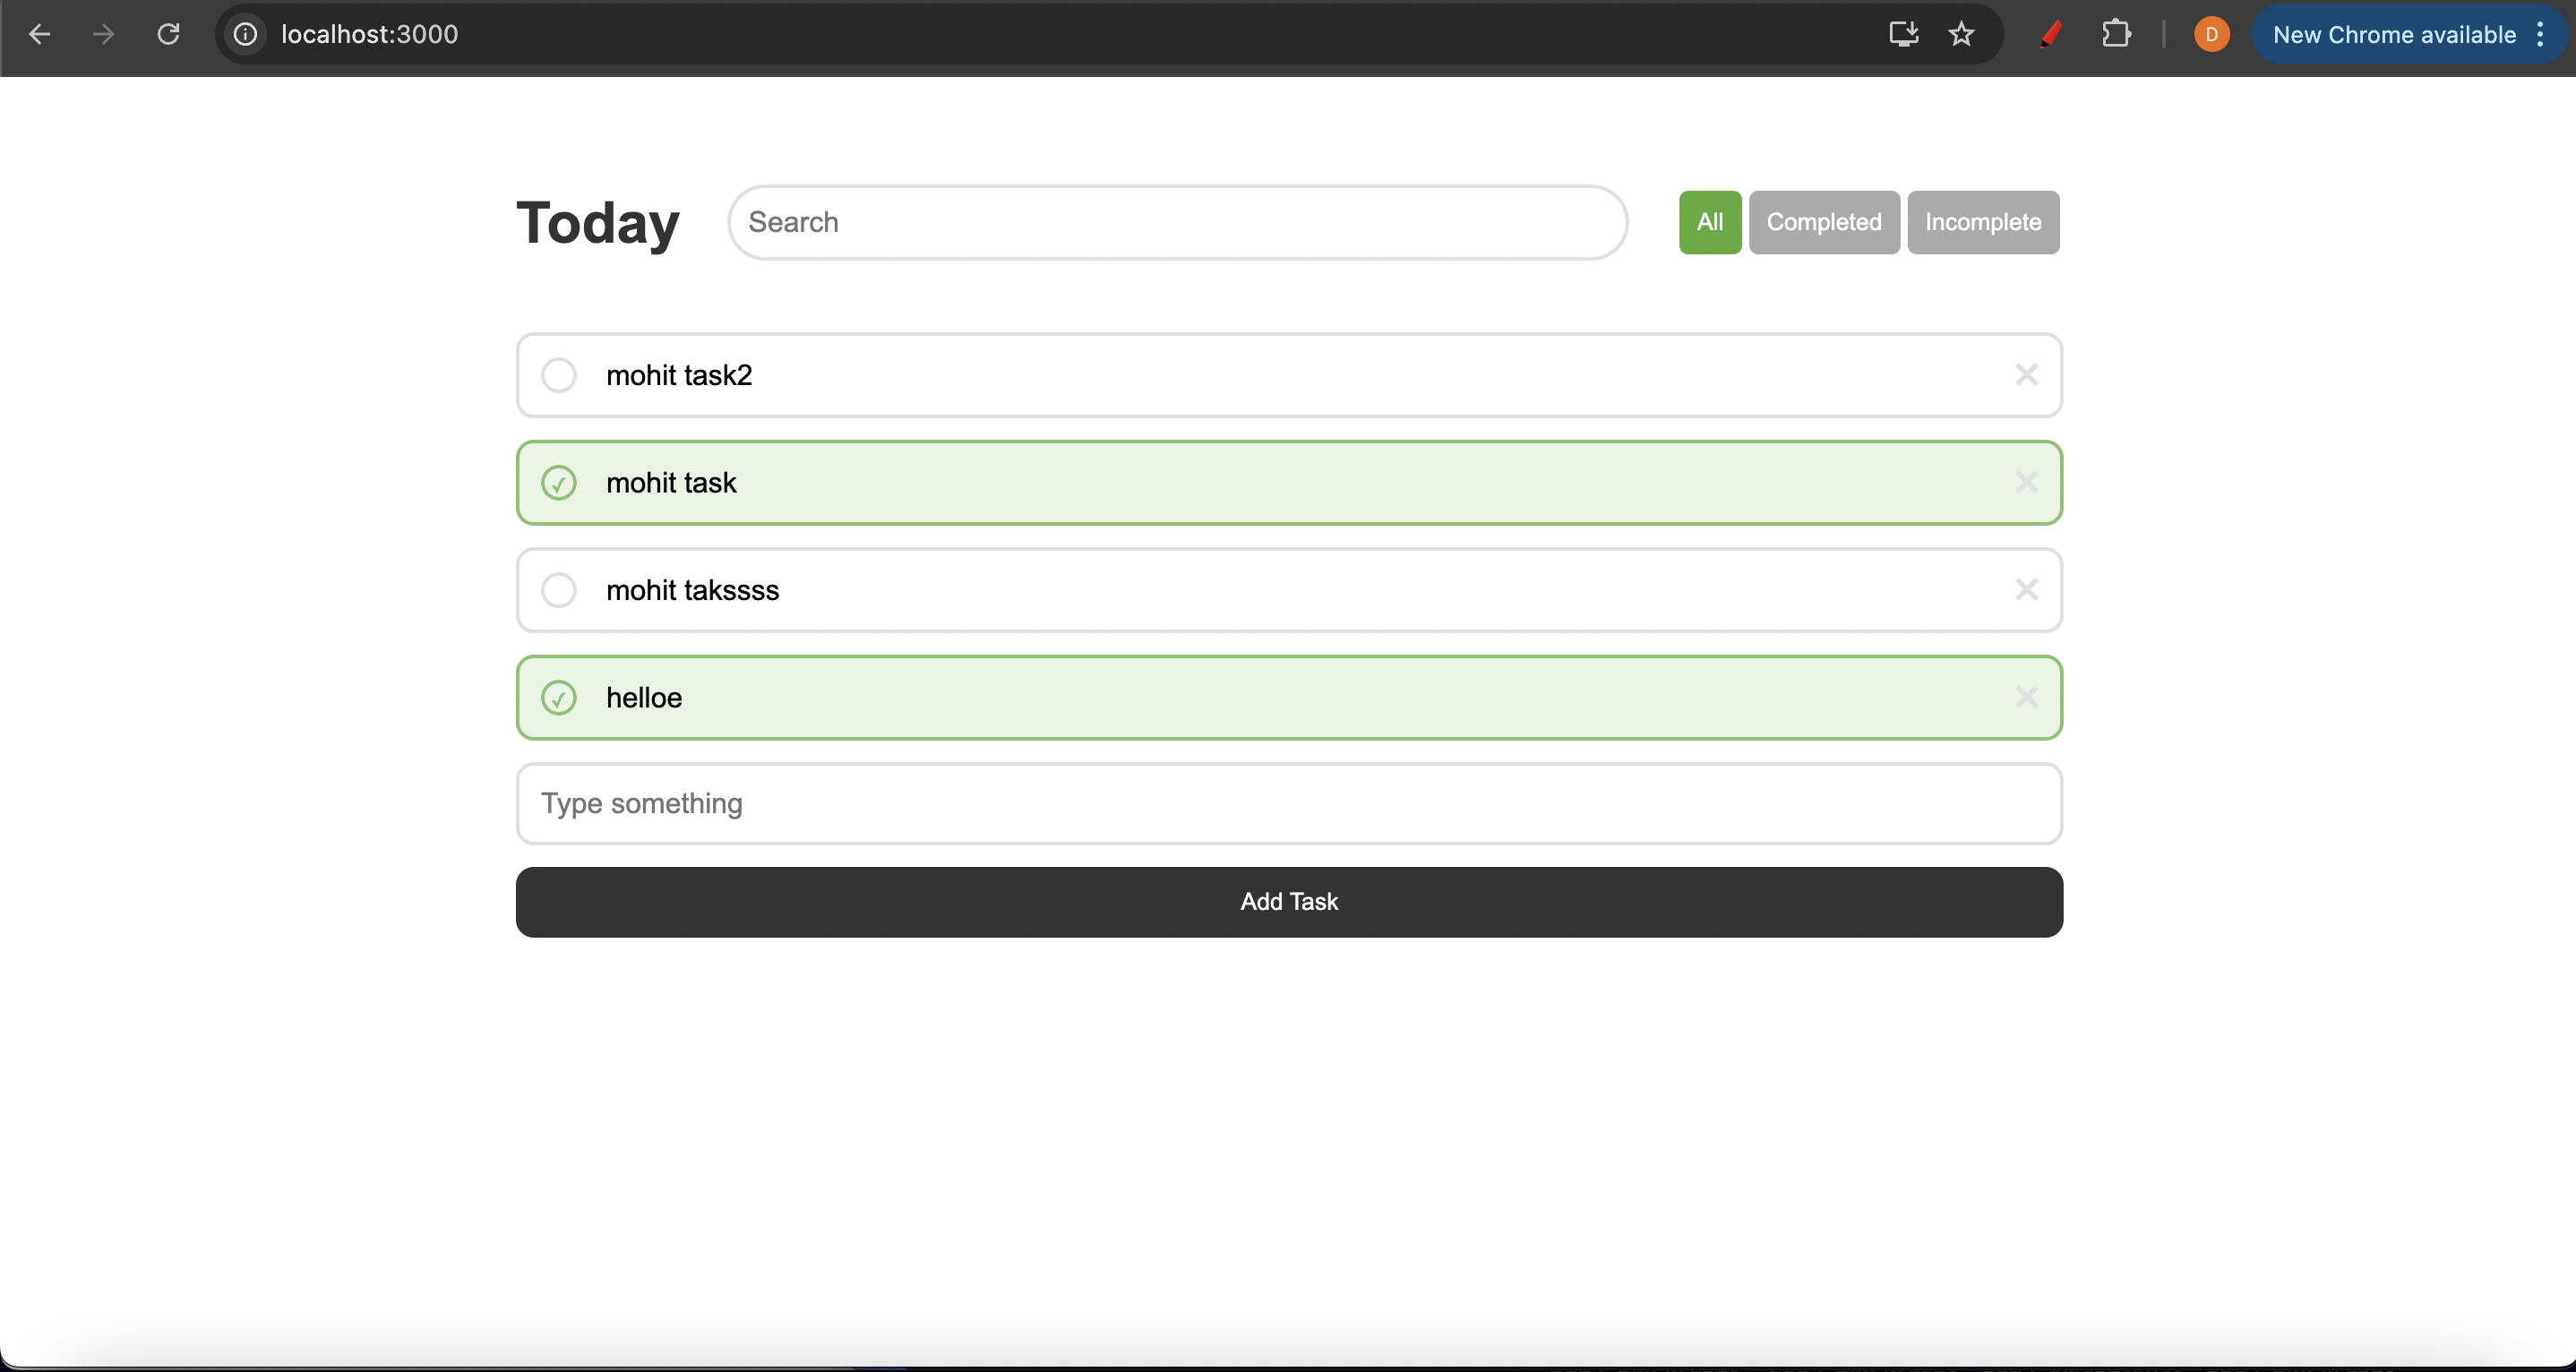 localhost:3000
D
New Chrome available
Today
Search
All
Completed
Incomplete
mohit task2
mohit task
mohit takssss
helloe
Type something
Add Task